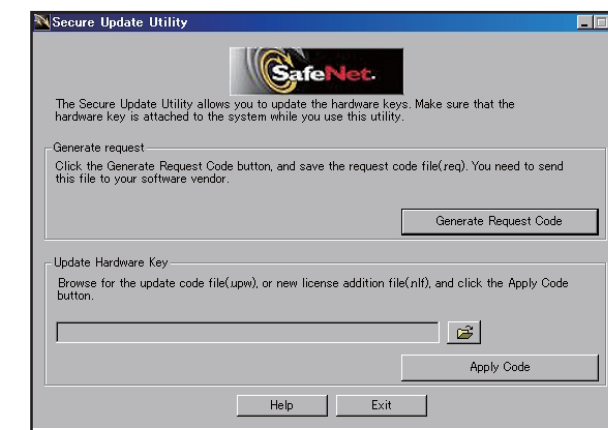 Secure Update Utility
SafeNet.
The Secure Update Utility allows you to update the hardware keys. Make sure that the
hardware key is attached to the system while you use this utility.
Generate request
Click the Generate Request Code button, and save the request code file(.req). You need to send
this file to your software vendor.
Generate Request Code
Update Hardware Key
Browse for the update code file(.upw), or new license addition file(.nlf), and click the Apply Code
button.
Apply Code
Help
Exit